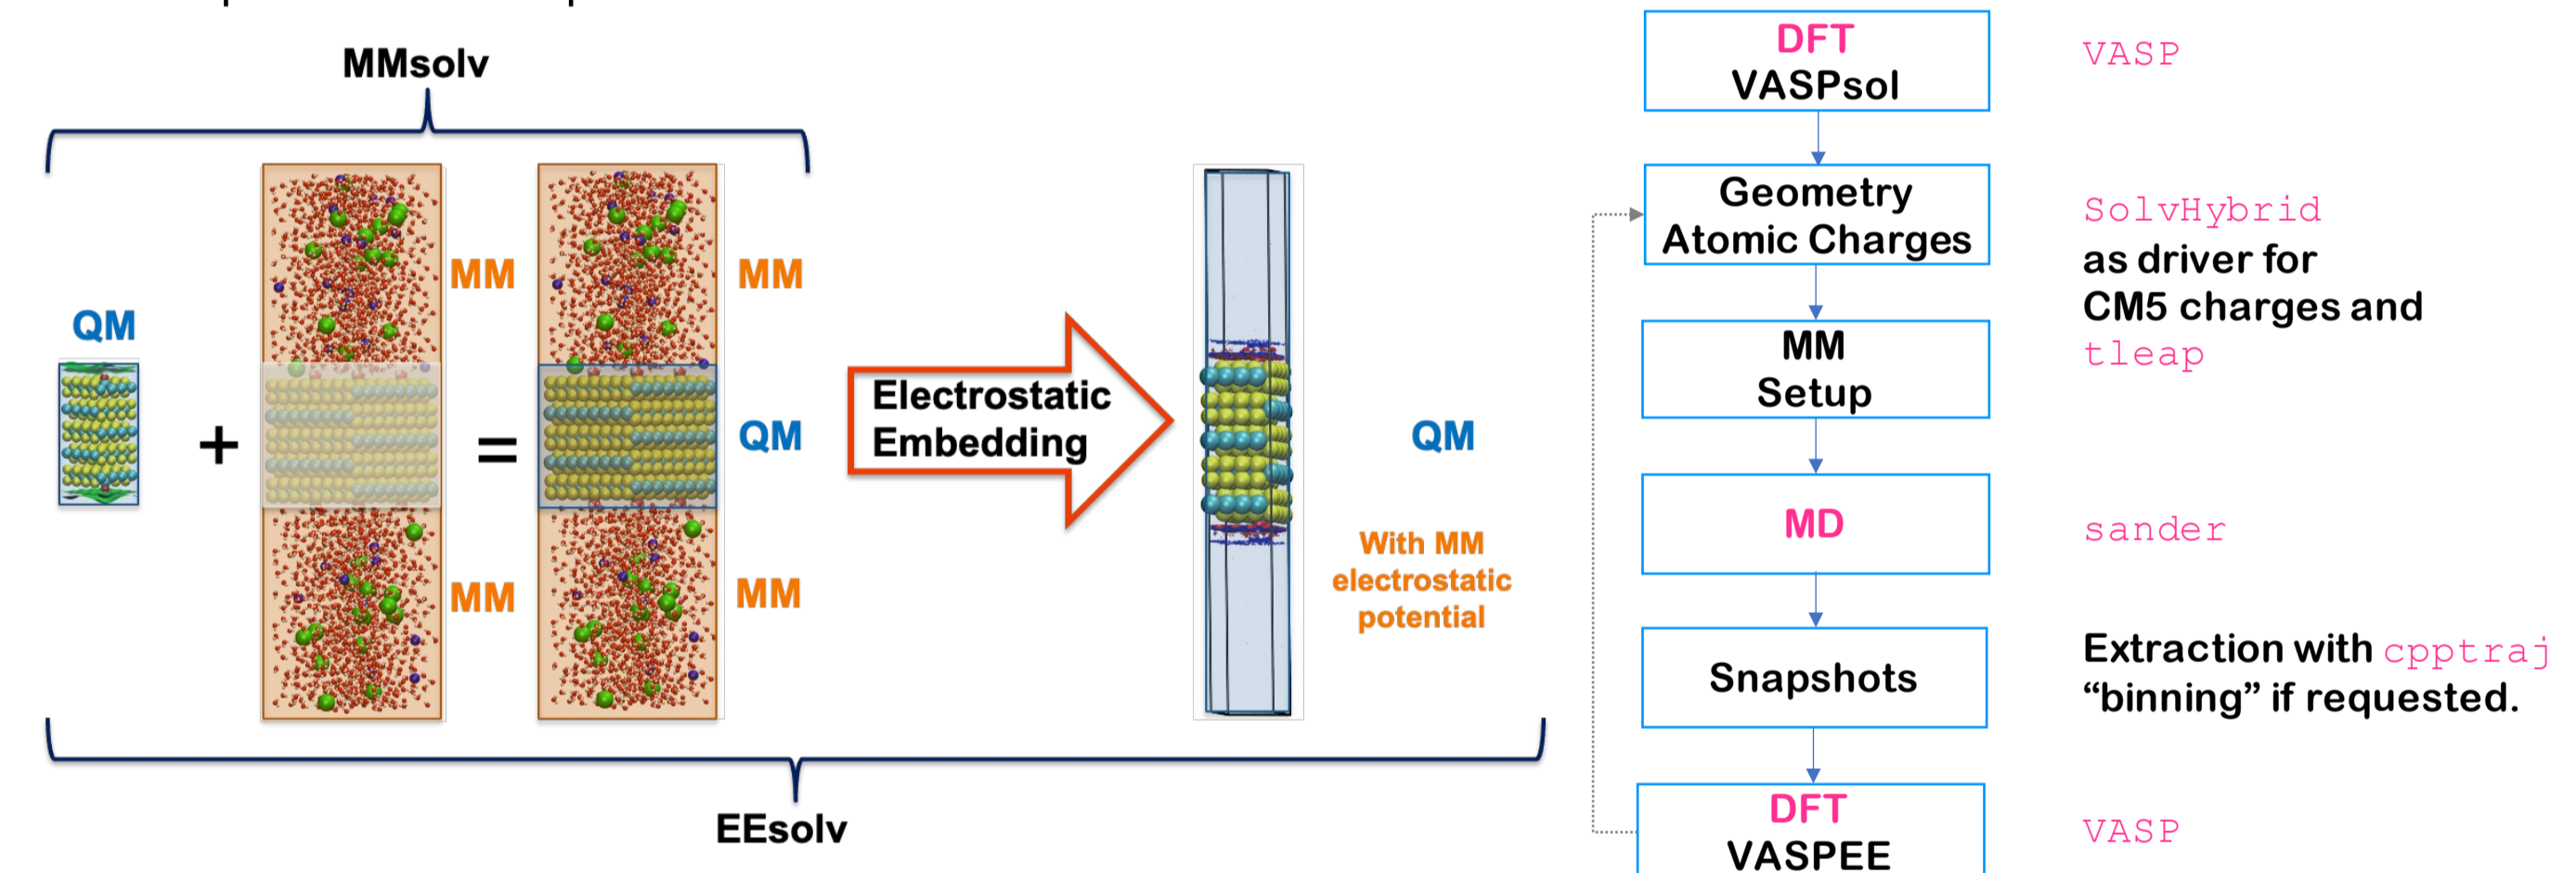 MMsolv
QM
+
MM
MM
=
MM
QM
MM
Electrostatic
Embedding
QM
With MM
electrostatic
potential
EEsolv
DFT
VASPsol
VASP
Geometry
Atomic Charges
SolvHybrid
as driver for
CM5 charges and
tleap
MM
Setup
MD
sander
Snapshots
Extraction with cpptraj
“binning” if requested.
DFT
VASPEE
VASP